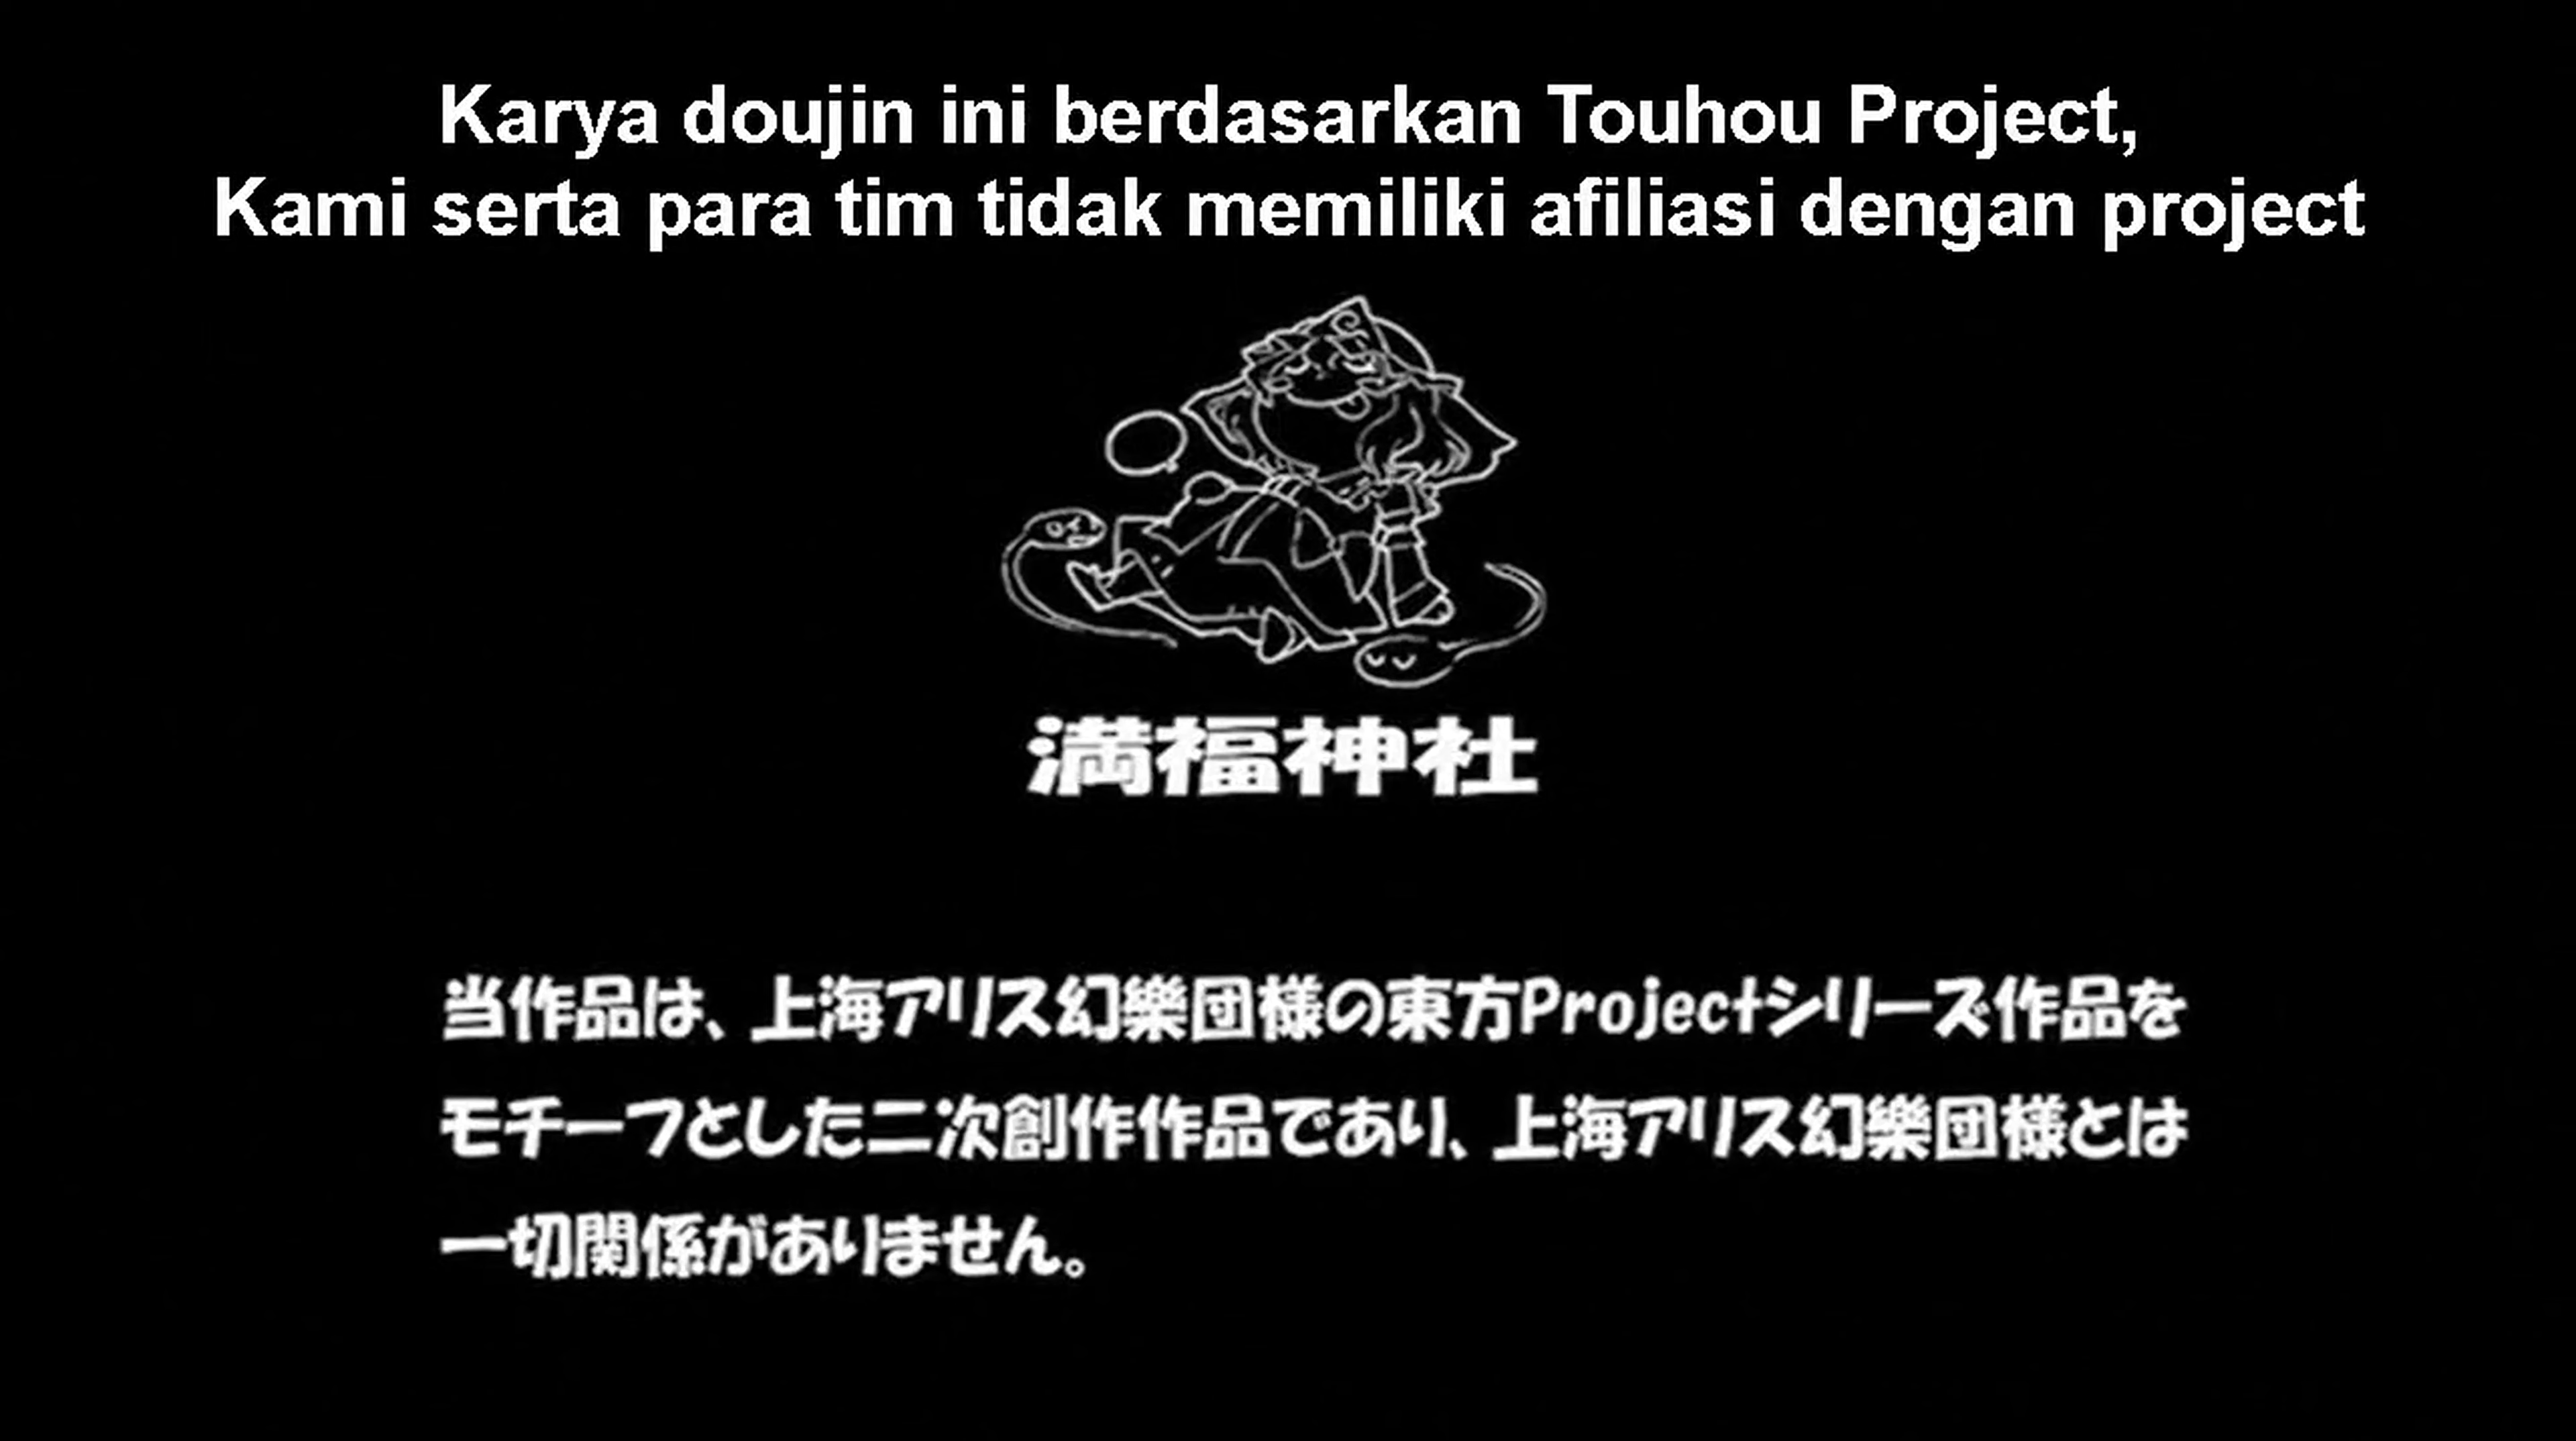 Karya doujin ini berdasarkan Touhou Project,
Kami serta para tim tidak memiliki afiliasi dengan project
満福神社
当作品は、上海アリス幻樂団様の東方Projectシリーズ作品を
モチーフとした二次創作作品であり、上海アリス幻樂団様とは
一切関係がありません。